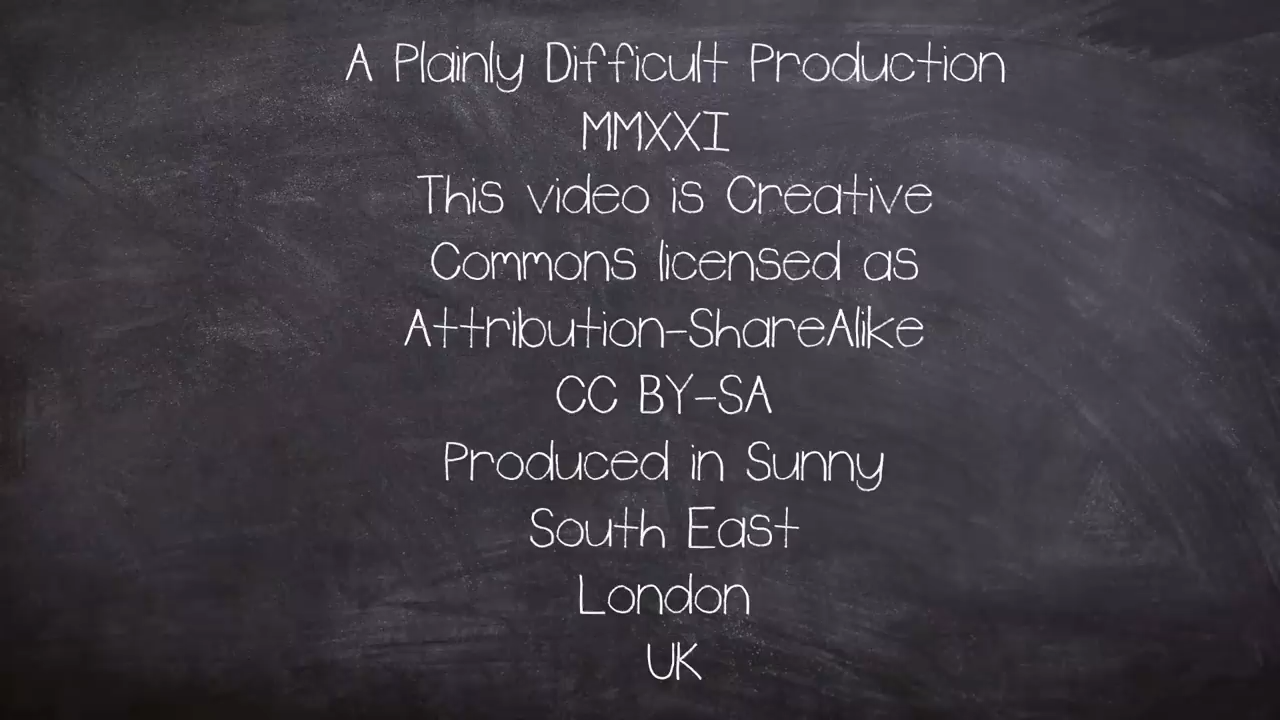 A Plainly Difficult Production
MMXXI
This video is Creative
Commons licensed as
Attribution-ShareAlike
CC BY-SA
Produced in Sunny
South East
London
UK